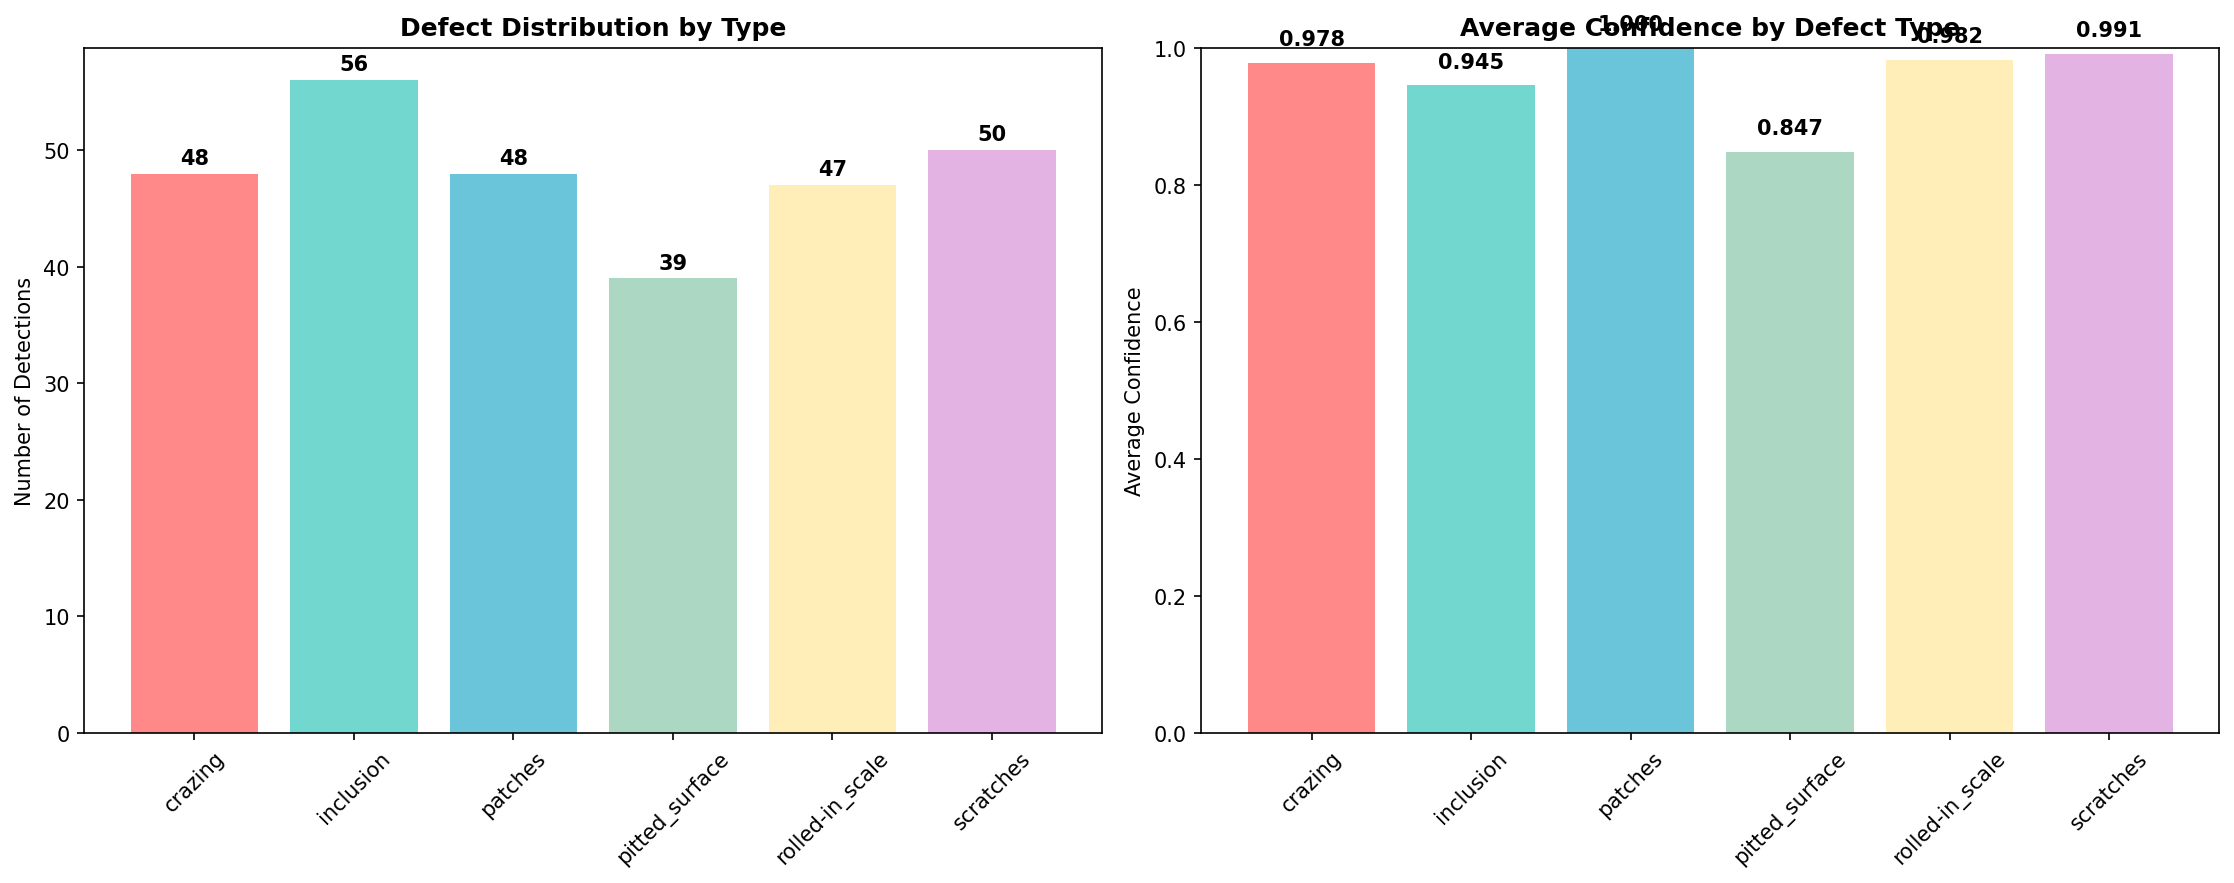 Defect Distribution by Type
Number of Detections
50
40
30
20
10
0
48
56
48
39
47
50
crazing
inclusion
patches
pitted_surface
rolled-in_scale
scratches
Average Confidence by Defect Type
Average Confidence
1.0
0.8
0.6
0.4
0.2
0.0
0.978
0.945
1.000
0.847
0.982
0.991
crazing
inclusion
patches
pitted_surface
rolled-in_scale
scratches